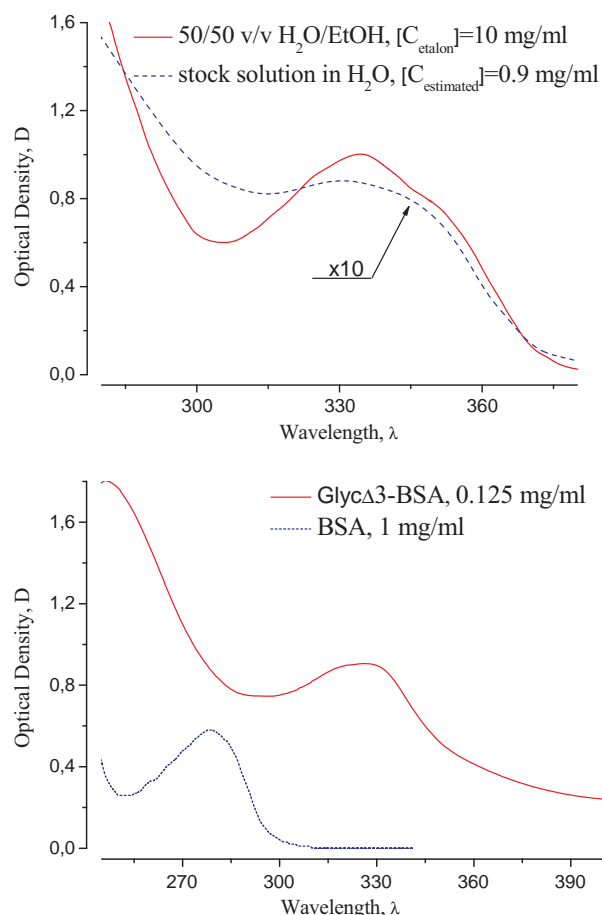 1,6
1,2
0,8
0,4
0,0
Optical Density, D
50/50 v/v H₂O/EtOH, [C_etalon]=10 mg/ml
stock solution in H₂O, [C_estimated]=0.9 mg/ml
x10
300 330 360
Wavelength, λ
1,6
1,2
0,8
0,4
0,0
Optical Density, D
GlycΔ3-BSA, 0.125 mg/ml
BSA, 1 mg/ml
270 300 330 360 390
Wavelength, λ